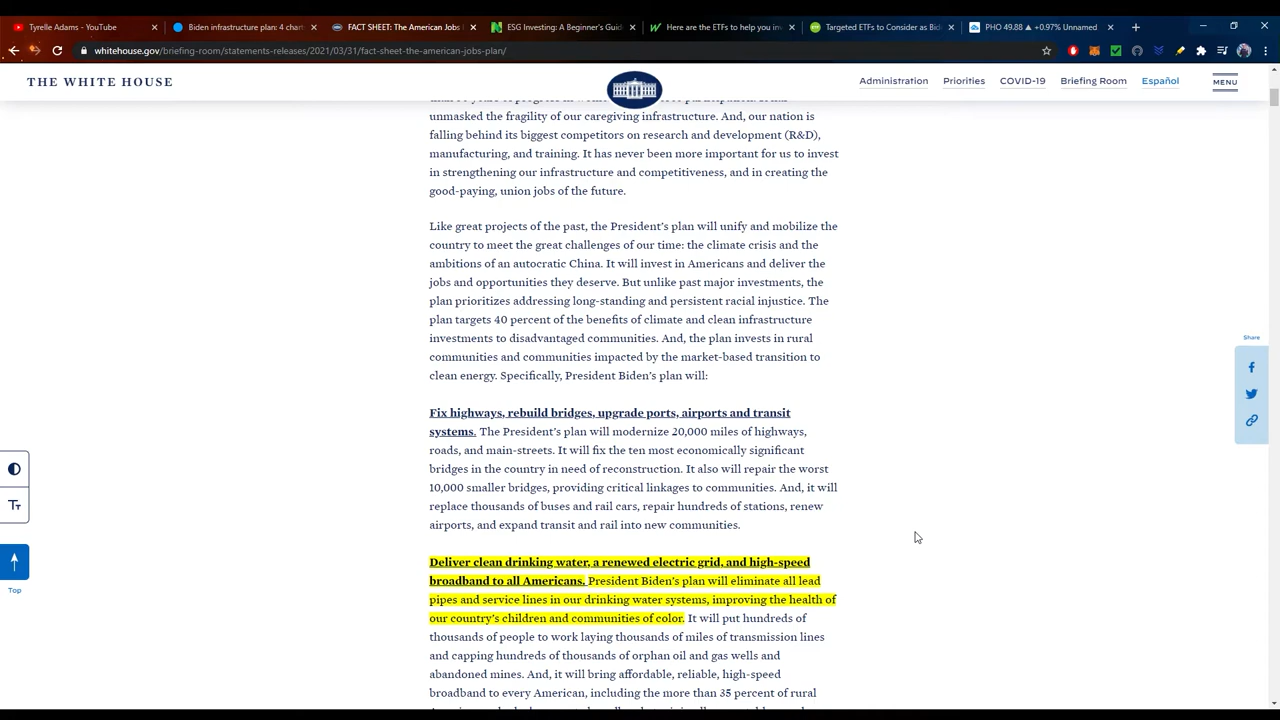 Tyrelle Adams - YouTube
Biden infrastructure plan: 4 chart
FACT SHEET: The American Jobs
ESG Investing: A Beginner's Guid
Here are the ETFs to help you inv
Targeted ETFs to Consider as Bid
PHO 49.88 ▲ +0.97% Unnamed
whitehouse.gov/briefing-room/statements-releases/2021/03/31/fact-sheet-the-american-jobs-plan/
THE WHITE HOUSE
Administration
Priorities
COVID-19
Briefing Room
Español
MENU
unmasked the fragility of our caregiving infrastructure. And, our nation is
falling behind its biggest competitors on research and development (R&D),
manufacturing, and training. It has never been more important for us to invest
in strengthening our infrastructure and competitiveness, and in creating the
good-paying, union jobs of the future.
Like great projects of the past, the President's plan will unify and mobilize the
country to meet the great challenges of our time: the climate crisis and the
ambitions of an autocratic China. It will invest in Americans and deliver the
jobs and opportunities they deserve. But unlike past major investments, the
plan prioritizes addressing long-standing and persistent racial injustice. The
plan targets 40 percent of the benefits of climate and clean infrastructure
investments to disadvantaged communities. And, the plan invests in rural
communities and communities impacted by the market-based transition to
clean energy. Specifically, President Biden's plan will:
Fix highways, rebuild bridges, upgrade ports, airports and transit
systems. The President's plan will modernize 20,000 miles of highways,
roads, and main-streets. It will fix the ten most economically significant
bridges in the country in need of reconstruction. It also will repair the worst
10,000 smaller bridges, providing critical linkages to communities. And, it will
replace thousands of buses and rail cars, repair hundreds of stations, renew
airports, and expand transit and rail into new communities.
Deliver clean drinking water, a renewed electric grid, and high-speed
broadband to all Americans. President Biden's plan will eliminate all lead
pipes and service lines in our drinking water systems, improving the health of
our country's children and communities of color. It will put hundreds of
thousands of people to work laying thousands of miles of transmission lines
and capping hundreds of thousands of orphan oil and gas wells and
abandoned mines. And, it will bring affordable, reliable, high-speed
broadband to every American, including the more than 35 percent of rural
Share
Tт
Top